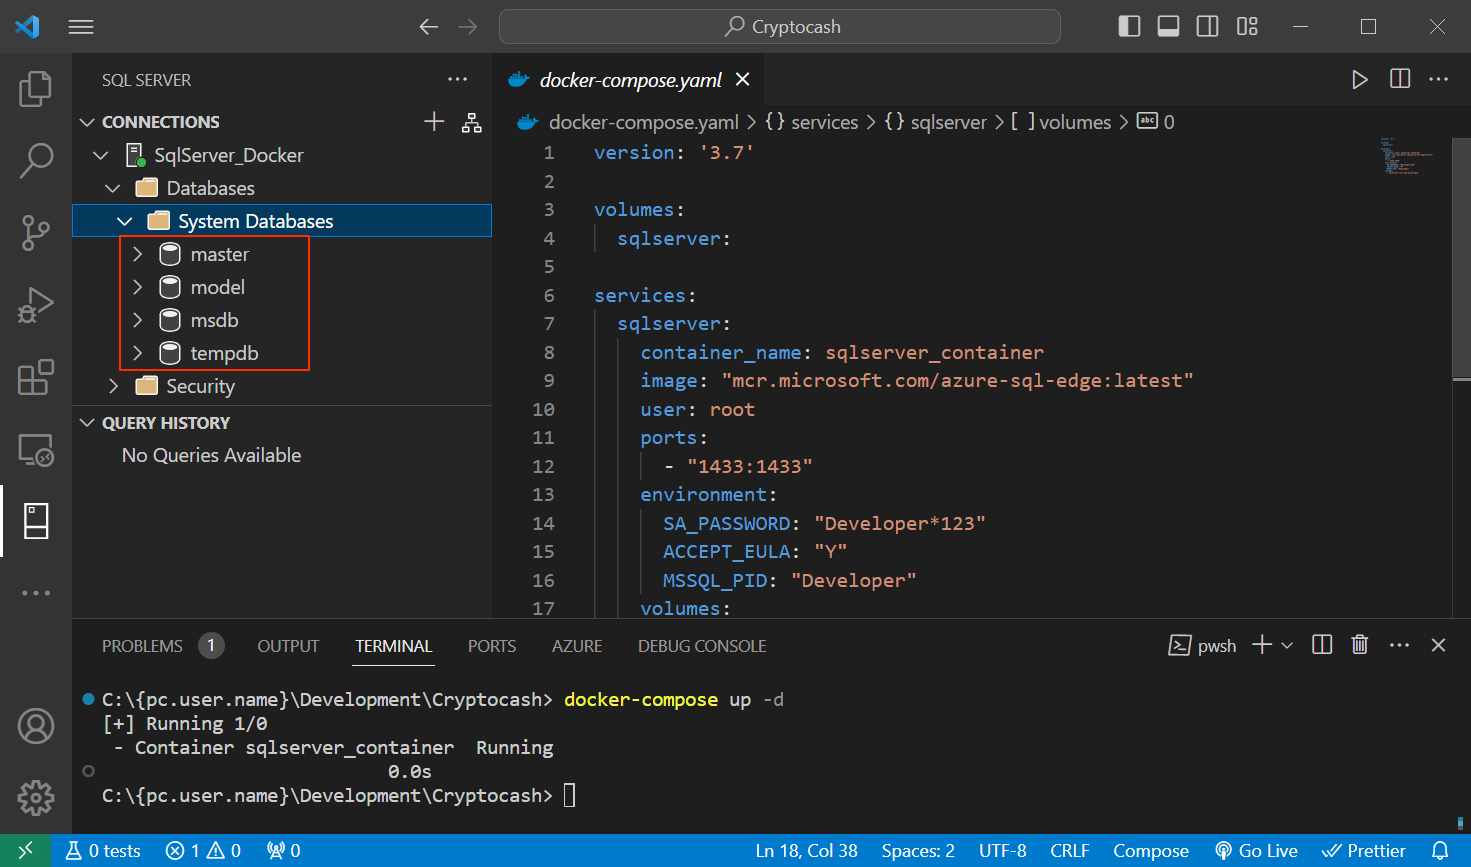 Cryptocash
SQL SERVER
CONNECTIONS
SqlServer_Docker
Databases
System Databases
master
model
msdb
tempdb
Security
QUERY HISTORY
No Queries Available
docker-compose.yaml
docker-compose.yaml > {} services > {} sqlserver > [ ] volumes > abc 0
1 version: '3.7'
2
3 volumes:
4 sqlserver:
5
6 services:
7 sqlserver:
8 container_name: sqlserver_container
9 image: "mcr.microsoft.com/azure-sql-edge:latest"
10 user: root
11 ports:
12 - "1433:1433"
13 environment:
14 SA_PASSWORD: "Developer*123"
15 ACCEPT_EULA: "Y"
16 MSSQL_PID: "Developer"
17 volumes:
PROBLEMS 1 OUTPUT TERMINAL PORTS AZURE DEBUG CONSOLE pwsh
C:\{pc.user.name}\Development\Cryptocash> docker-compose up -d
[+] Running 1/0
- Container sqlserver_container Running
0.0s
C:\{pc.user.name}\Development\Cryptocash>
0 tests 1 0 0 Ln 18, Col 38 Spaces: 2 UTF-8 CRLF Compose Go Live Prettier